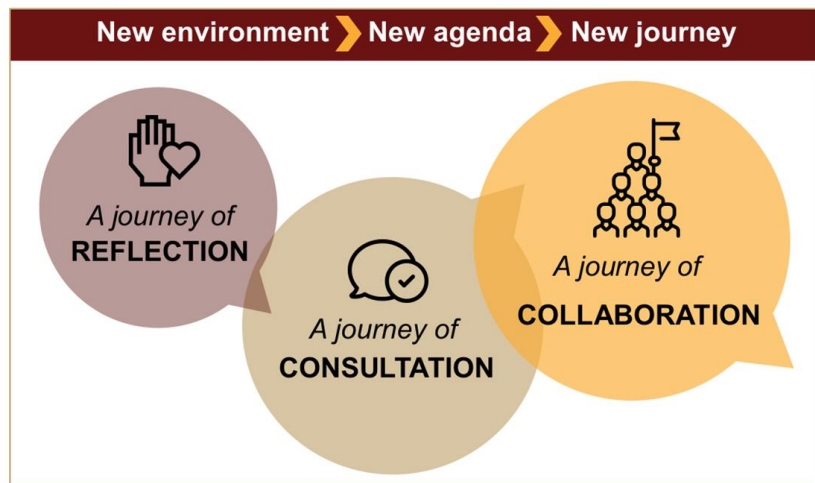 New environment New agenda New journey
A journey of
REFLECTION
A journey of
CONSULTATION
A journey of
COLLABORATION